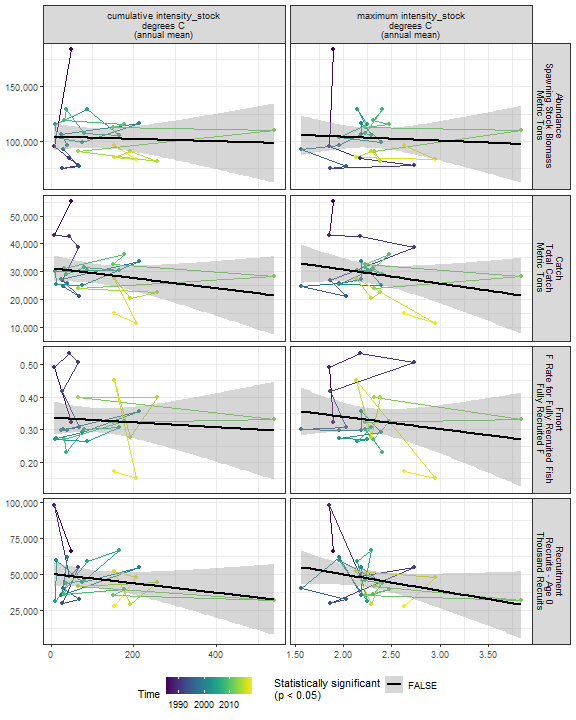 cumulative intensity_stock
degrees C
(annual mean)
maximum intensity_stock
degrees C
(annual mean)
150,000
100,000
Abundance
Spawning Stock Biomass
Metric Tons
50,000
40,000
30,000
20,000
10,000
Catch
Total Catch
Metric Tons
0.50
0.40
0.30
0.20
Fmort
F Rate for Fully Recruited Fish
Fully Recruited F
100,000
75,000
50,000
25,000
Recruitment
Recruits - Age 0
Thousand Recruits
0 200 400
1.50 2.00 2.50 3.00 3.50
Time
1990 2000 2010
Statistically significant
(p < 0.05)
FALSE